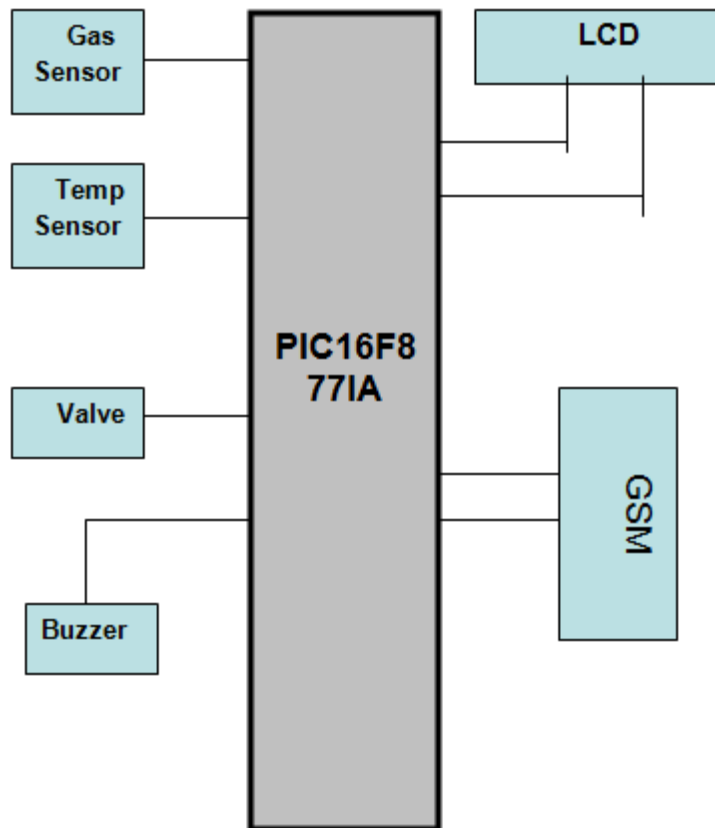 Gas
Sensor
LCD
Temp
Sensor
PIC16F8
77IA
Valve
GSM
Buzzer